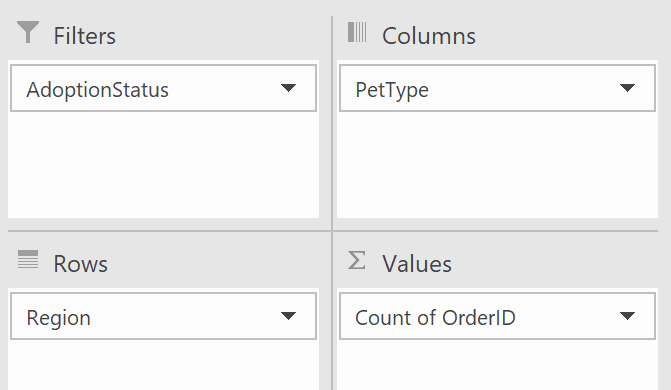 Filters
Columns
AdoptionStatus
PetType
Rows
Values
Region
Count of OrderID